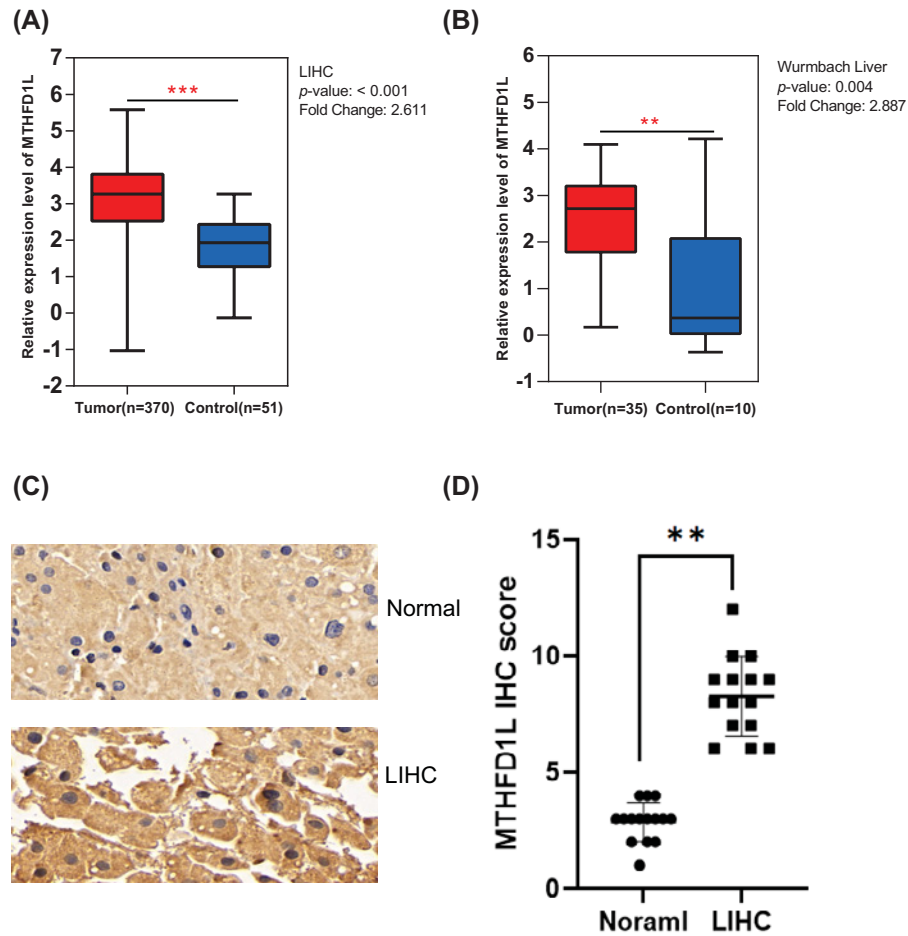 (A)
Relative expression level of MTHFD1L
7
6
5
4
3
2
1
0
-1
-2
***
Tumor(n=370) Control(n=51)
LIHC
p-value: < 0.001
Fold Change: 2.611
(B)
Relative expression level of MTHFD1L
6
5
4
3
2
1
0
-1
**
Tumor(n=35) Control(n=10)
Wurmbach Liver
p-value: 0.004
Fold Change: 2.887
(C)
Normal
LIHC
(D)
MTHFD1L IHC score
15
10
5
0
**
Noraml LIHC